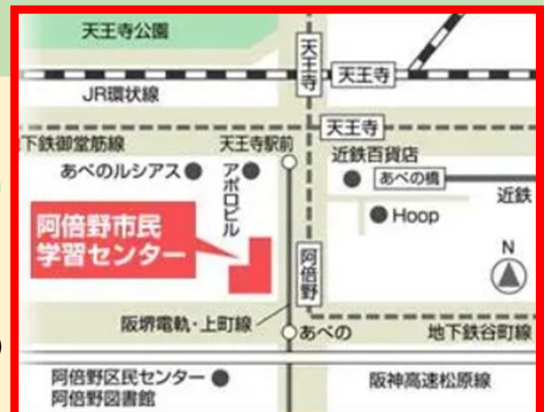 天王寺公園
天王寺
天王寺
JR環状線
天王寺
下鉄御堂筋線
天王寺駅前
近鉄百貨店
あべのルシアス
アポロビル
あべの橋
近鉄
Hoop
阿倍野市民
学習センター
阿倍野
N
阪堺電軌・上町線
あべの
地下鉄谷町線
阿倍野区民センター
阿倍野図書館
阪神高速松原線